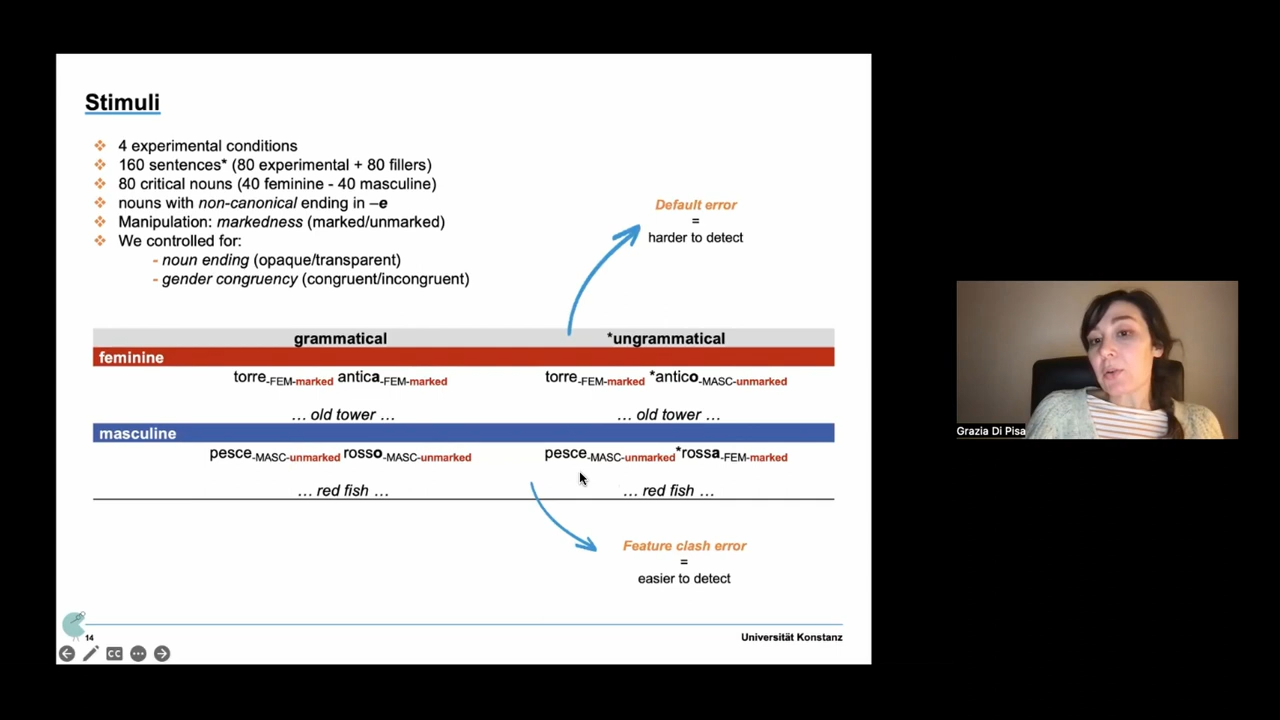 Stimuli
4 experimental conditions
160 sentences* (80 experimental + 80 fillers)
80 critical nouns (40 feminine - 40 masculine)
nouns with non-canonical ending in –e
Manipulation: markedness (marked/unmarked)
We controlled for:
- noun ending (opaque/transparent)
- gender congruency (congruent/incongruent)
Default error
=
harder to detect
grammatical *ungrammatical
feminine
torre-FEM-marked antica-FEM-marked torre-FEM-marked *antico-MASC-unmarked
… old tower … … old tower …
masculine
pesce-MASC-unmarked rosso-MASC-unmarked pesce-MASC-unmarked *rossa-FEM-marked
… red fish … … red fish …
Feature clash error
=
easier to detect
14
Universität Konstanz
CC
Grazia Di Pisa